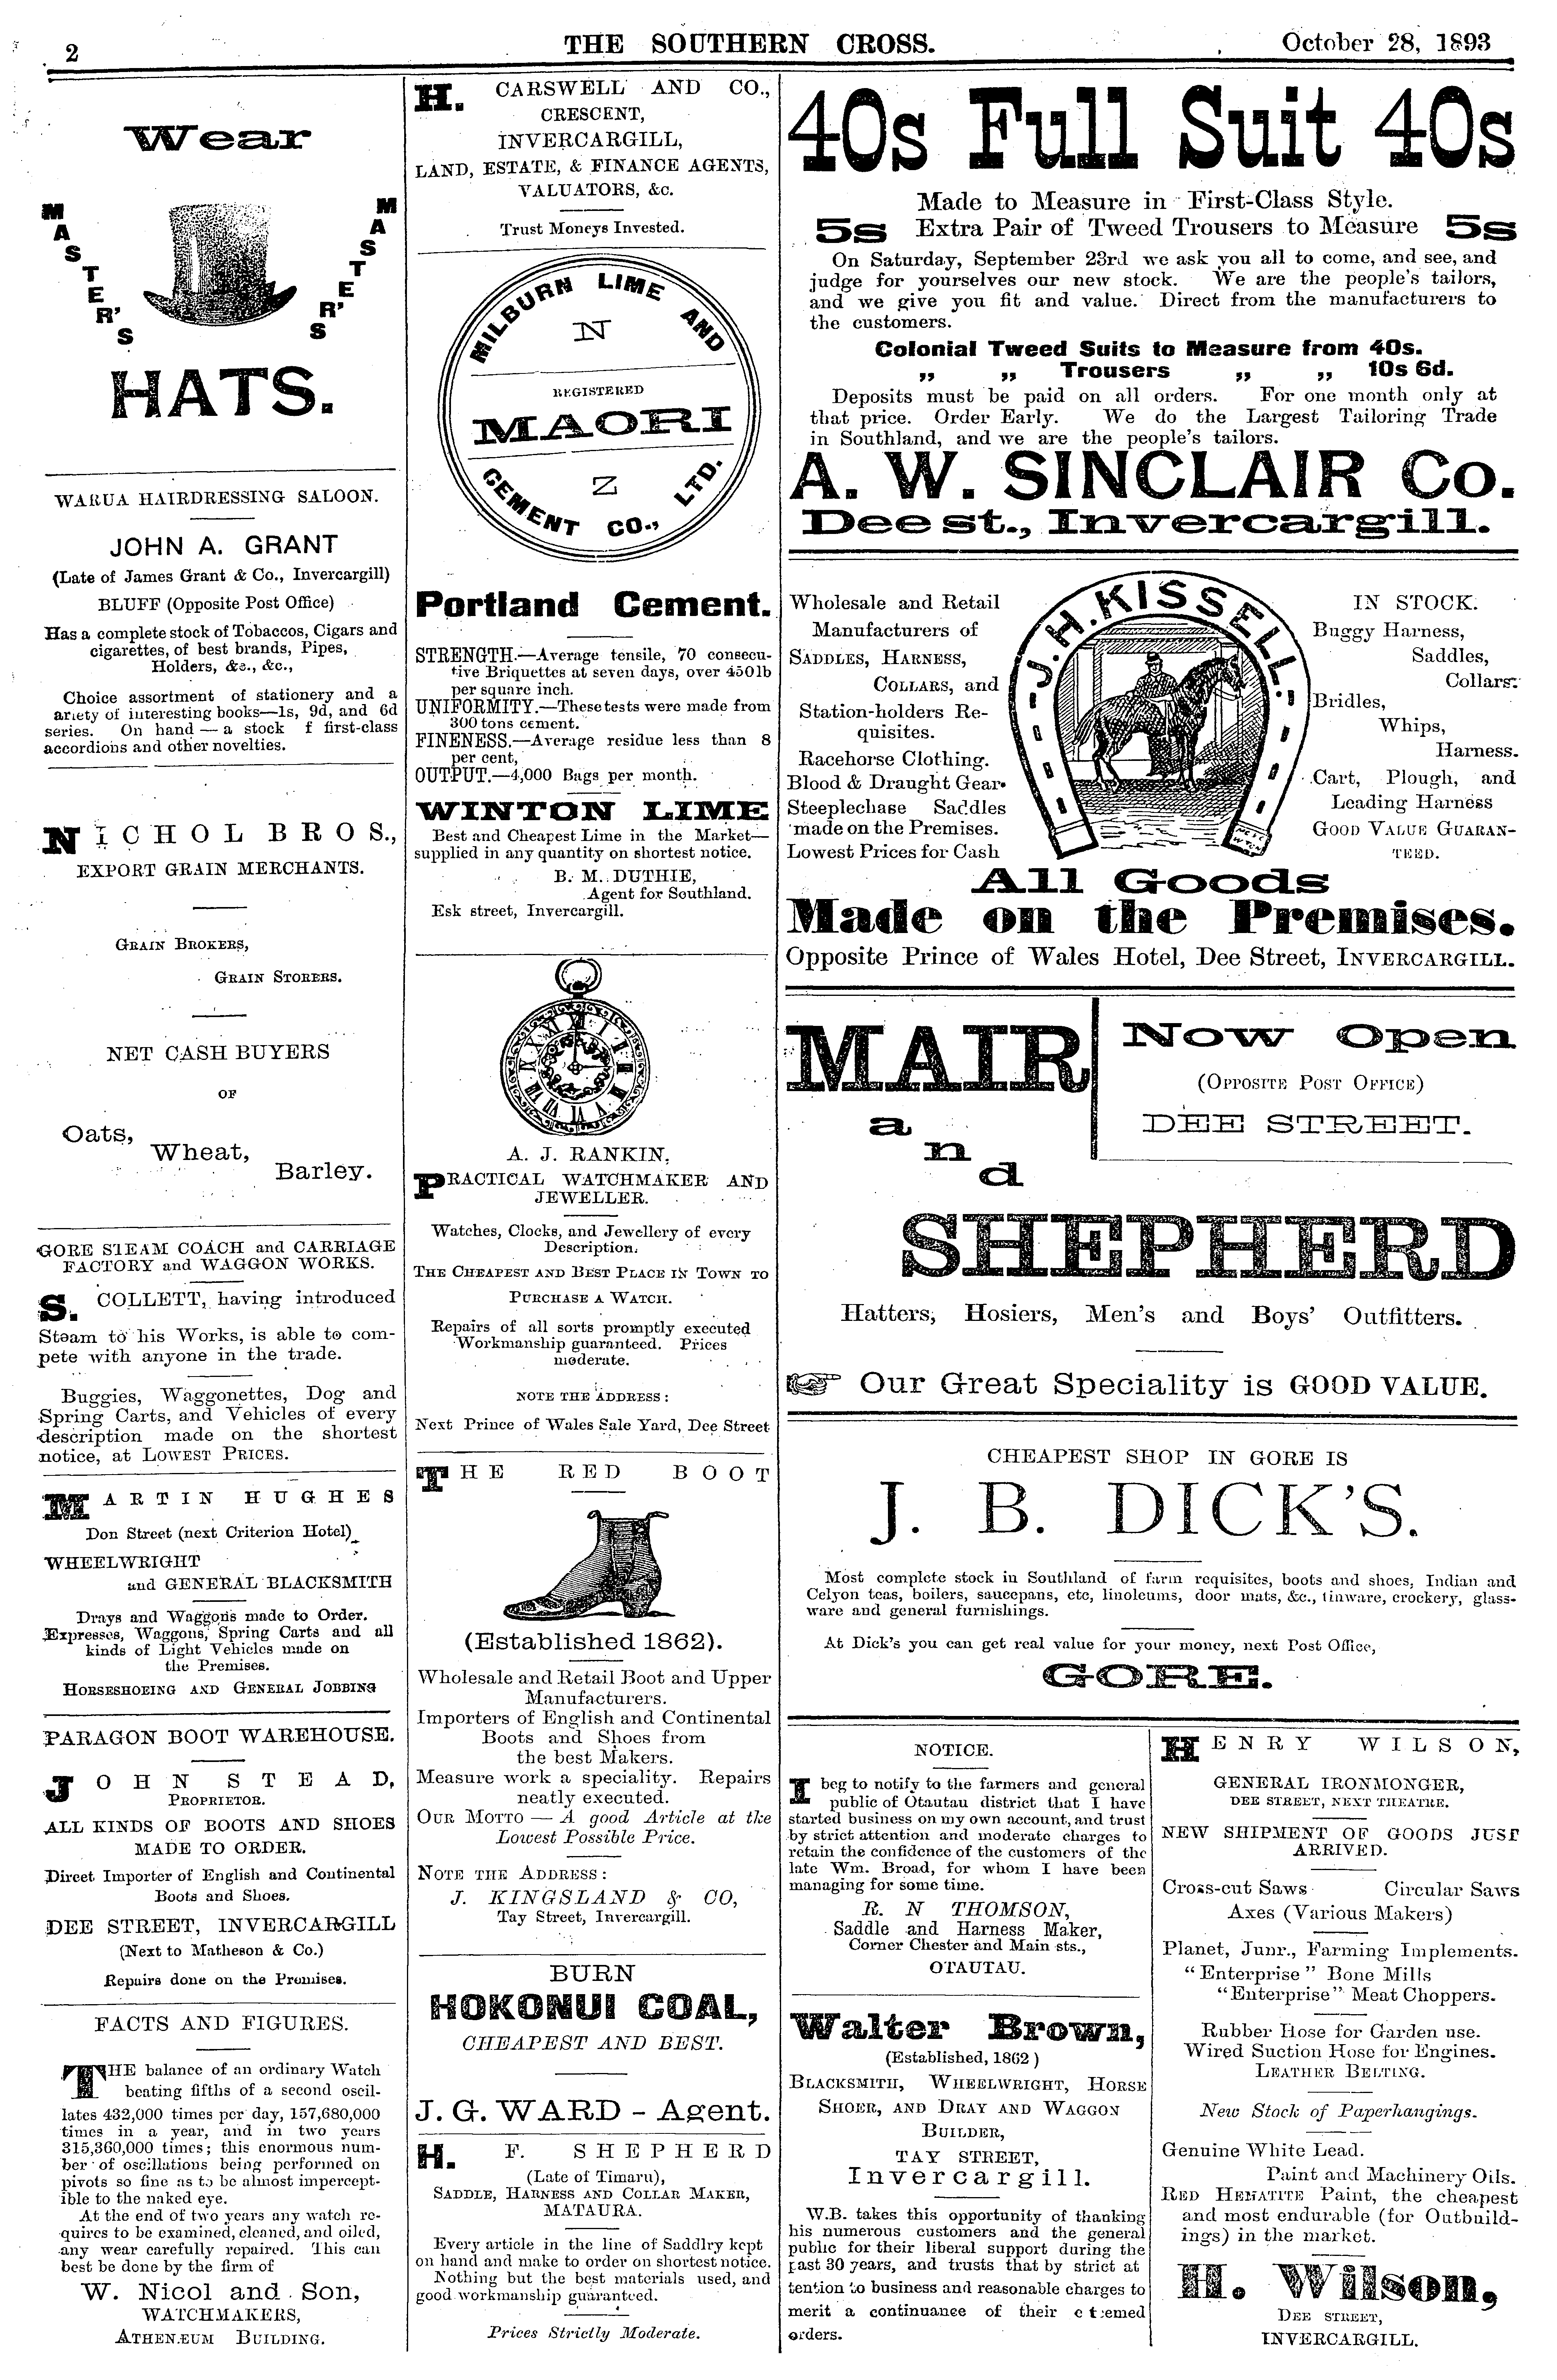 2
THE SOUTHERN CROSS.
October 28, 1893
Wear
MASTER'S
MASTER'S
HATS.
WARUA HAIRDRESSING SALOON.
JOHN A. GRANT
(Late of James Grant & Co., Invercargill)
BLUFF (Opposite Post Office)
Has a complete stock of Tobaccos, Cigars and
cigarettes, of best brands, Pipes,
Holders, &c., &c.,
Choice assortment of stationery and a
ariety of interesting books—1s, 9d, and 6d
series. On hand — a stock f first-class
accordions and other novelties.
NICHOL BROS.,
EXPORT GRAIN MERCHANTS.
GRAIN BROKERS,
GRAIN STORERS.
NET CASH BUYERS
OF
Oats,
Wheat,
Barley.
GORE STEAM COACH and CARRIAGE
FACTORY and WAGGON WORKS.
S. COLLETT, having introduced
Steam to his Works, is able to com-
pete with anyone in the trade.
Buggies, Waggonettes, Dog and
Spring Carts, and Vehicles of every
description made on the shortest
notice, at LOWEST PRICES.
MARTIN HUGHES
Don Street (next Criterion Hotel)
WHEELWRIGHT
and GENERAL BLACKSMITH
Drays and Waggons made to Order.
Expresses, Waggons, Spring Carts and all
kinds of Light Vehicles made on
the Premises.
HORSESHOEING AND GENERAL JOBBING
PARAGON BOOT WAREHOUSE.
JOHN STEAD,
PROPRIETOR.
ALL KINDS OF BOOTS AND SHOES
MADE TO ORDER.
Direct Importer of English and Continental
Boots and Shoes.
DEE STREET, INVERCARGILL
(Next to Matheson & Co.)
Repairs done on the Premises.
FACTS AND FIGURES.
THE balance of an ordinary Watch
beating fifths of a second oscil-
lates 432,000 times per day, 157,680,000
times in a year, and in two years
315,360,000 times; this enormous num-
ber of oscillations being performed on
pivots so fine as to be almost impercept-
ible to the naked eye.
At the end of two years any watch re-
quires to be examined, cleaned, and oiled,
any wear carefully repaired. This can
best be done by the firm of
W. Nicol and Son,
WATCHMAKERS,
ATHENÆUM BUILDING.
H. CARSWELL AND CO.,
CRESCENT,
INVERCARGILL,
LAND, ESTATE, & FINANCE AGENTS,
VALUATORS, &c.
Trust Moneys Invested.
MILBURN LIME AND
N
REGISTERED
MAORI
Z
CEMENT CO., LTD.
Portland Cement.
STRENGTH.—Average tensile, 70 consecu-
tive Briquettes at seven days, over 450lb
per square inch.
UNIFORMITY.—These tests were made from
300 tons cement.
FINENESS.—Average residue less than 8
per cent,
OUTPUT.—4,000 Bags per month.
WINTON LIME
Best and Cheapest Lime in the Market—
supplied in any quantity on shortest notice.
B. M. DUTHIE,
Agent for Southland.
Esk street, Invercargill.
A. J. RANKIN,
PRACTICAL WATCHMAKER AND
JEWELLER.
Watches, Clocks, and Jewellery of every
Description.
THE CHEAPEST AND BEST PLACE IN TOWN TO
PURCHASE A WATCH.
Repairs of all sorts promptly executed
Workmanship guaranteed. Prices
moderate.
NOTE THE ADDRESS:
Next Prince of Wales Sale Yard, Dee Street
THE RED BOOT
(Established 1862).
Wholesale and Retail Boot and Upper
Manufacturers.
Importers of English and Continental
Boots and Shoes from
the best Makers.
Measure work a speciality. Repairs
neatly executed.
OUR MOTTO — A good Article at the
Lowest Possible Price.
NOTE THE ADDRESS:
J. KINGSLAND & CO,
Tay Street, Invercargill.
BURN
HOKONUI COAL,
CHEAPEST AND BEST.
J. G. WARD - Agent.
H. F. SHEPHERD
(Late of Timaru),
SADDLE, HARNESS AND COLLAR MAKER,
MATAURA.
Every article in the line of Saddlry kept
on hand and make to order on shortest notice.
Nothing but the best materials used, and
good workmanship guaranteed.
Prices Strictly Moderate.
40s Full Suit 40s
Made to Measure in First-Class Style.
5s Extra Pair of Tweed Trousers to Measure 5s
On Saturday, September 23rd we ask you all to come, and see, and
judge for yourselves our new stock. We are the people's tailors,
and we give you fit and value. Direct from the manufacturers to
the customers.
Colonial Tweed Suits to Measure from 40s.
" " Trousers " " 10s 6d.
Deposits must be paid on all orders. For one month only at
that price. Order Early. We do the Largest Tailoring Trade
in Southland, and we are the people's tailors.
A. W. SINCLAIR Co.
Dee st., Invercargill.
Wholesale and Retail
Manufacturers of
SADDLES, HARNESS,
COLLARS, and
Station-holders Re-
quisites.
Racehorse Clothing.
Blood & Draught Gear.
Steeplechase Saddles
made on the Premises.
Lowest Prices for Cash
J.H. KISSELL.
IN STOCK.
Buggy Harness,
Saddles,
Collars.
Bridles,
Whips,
Harness.
Cart, Plough, and
Leading Harness
GOOD VALUE GUARAN-
TEED.
All Goods
Made on the Premises.
Opposite Prince of Wales Hotel, Dee Street, INVERCARGILL.
MAIR
and
SHEPHERD
Now Open
(OPPOSITE POST OFFICE)
DEE STREET.
Hatters, Hosiers, Men's and Boys' Outfitters.
Our Great Speciality is GOOD VALUE.
CHEAPEST SHOP IN GORE IS
J. B. DICK'S.
Most complete stock in Southland of farm requisites, boots and shoes, Indian and
Celyon teas, boilers, saucepans, etc, linoleums, door mats, &c., tinware, crockery, glass-
ware and general furnishings.
At Dick's you can get real value for your money, next Post Office,
GORE.
NOTICE.
I beg to notify to the farmers and general
public of Otautau district that I have
started business on my own account, and trust
by strict attention and moderate charges to
retain the confidence of the customers of the
late Wm. Broad, for whom I have been
managing for some time.
R. N THOMSON,
Saddle and Harness Maker,
Corner Chester and Main sts.,
OTAUTAU.
Walter Brown,
(Established, 1862)
BLACKSMITH, WHEELWRIGHT, HORSE
SHOER, AND DRAY AND WAGGON
BUILDER,
TAY STREET,
Invercargill.
W.B. takes this opportunity of thanking
his numerous customers and the general
public for their liberal support during the
past 30 years, and trusts that by strict at
tention to business and reasonable charges to
merit a continuance of their
orders.
HENRY WILSON,
GENERAL IRONMONGER,
DEE STREET, NEXT THEATRE.
NEW SHIPMENT OF GOODS JUST
ARRIVED.
Cross-cut Saws Circular Saws
Axes (Various Makers)
Planet, Junr., Farming Implements.
"Enterprise" Bone Mills
"Enterprise" Meat Choppers.
Rubber Hose for Garden use.
Wired Suction Hose for Engines.
LEATHER BELTING.
New Stock of Paperhangings.
Genuine White Lead.
Paint and Machinery Oils.
RED HEMATITE Paint, the cheapest
and most endurable (for Outbuild-
ings) in the market.
H. Wilson,
DEE STREET,
INVERCARGILL.